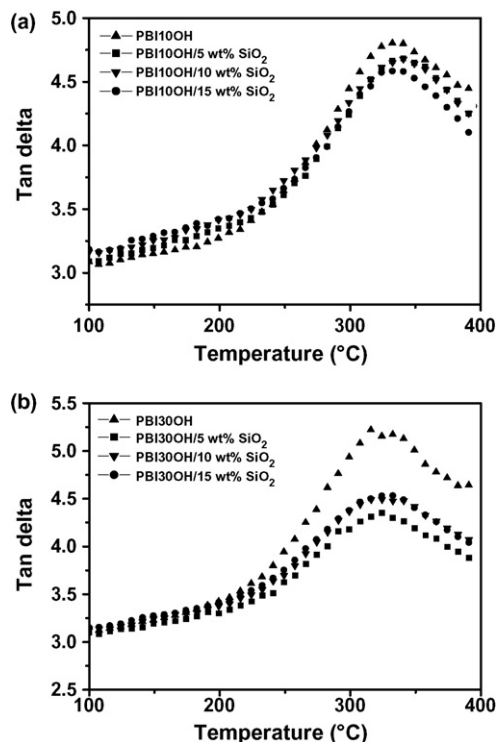 (a)
PBI10OH
PBI10OH/5 wt% SiO₂
PBI10OH/10 wt% SiO₂
PBI10OH/15 wt% SiO₂
5.0
4.5
4.0
3.5
3.0
Tan delta
100 200 300 400
Temperature (°C)
(b)
PBI30OH
PBI30OH/5 wt% SiO₂
PBI30OH/10 wt% SiO₂
PBI30OH/15 wt% SiO₂
5.5
5.0
4.5
4.0
3.5
3.0
2.5
Tan delta
100 200 300 400
Temperature (°C)